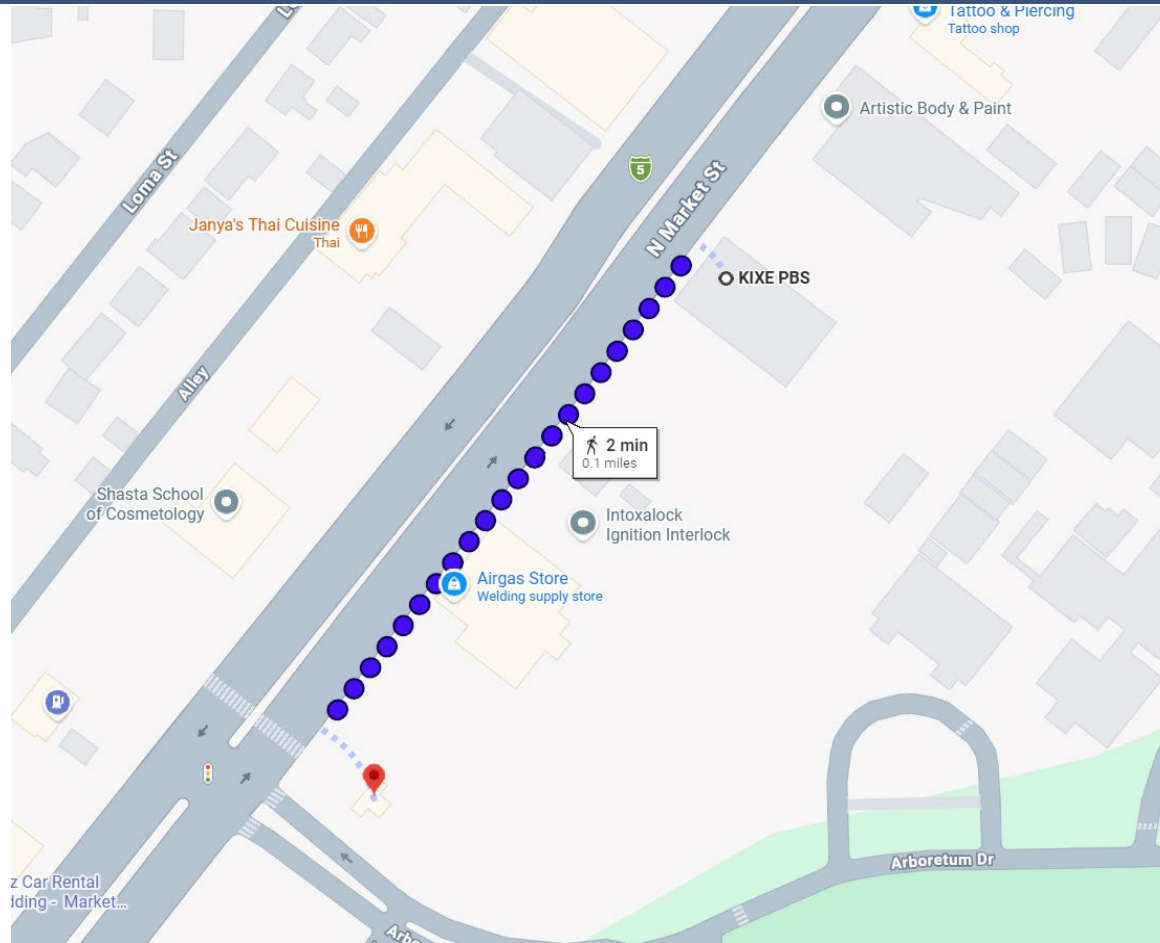 Tattoo & Piercing
Tattoo shop
Artistic Body & Paint
5
N Market St
Loma St
Janya's Thai Cuisine
Thai
KIXE PBS
Alley
2 min
0.1 miles
Shasta School
of Cosmetology
Intoxalock
Ignition Interlock
Airgas Store
Welding supply store
Arboretum Dr
z Car Rental
dding - Market...
Arbo